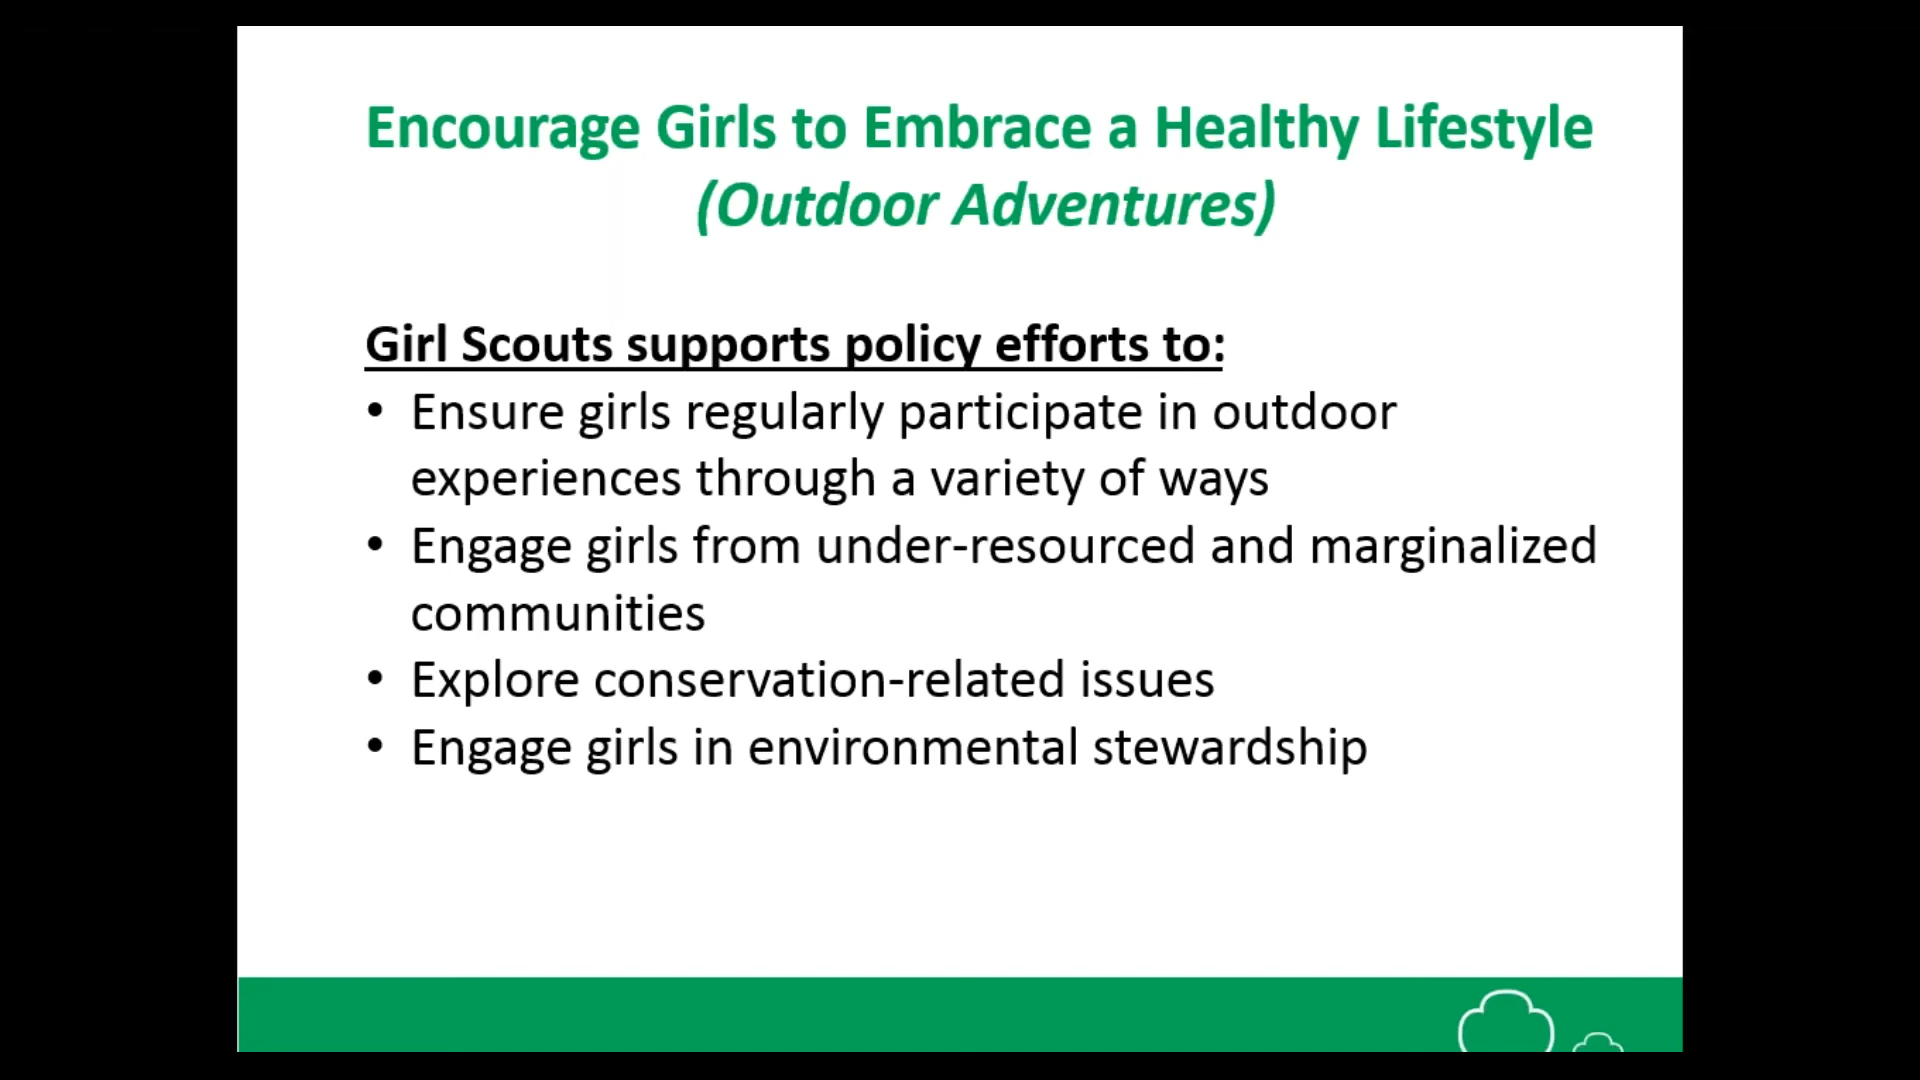 Encourage Girls to Embrace a Healthy Lifestyle
(Outdoor Adventures)
Girl Scouts supports policy efforts to:
• Ensure girls regularly participate in outdoor
experiences through a variety of ways
• Engage girls from under-resourced and marginalized
communities
• Explore conservation-related issues
• Engage girls in environmental stewardship